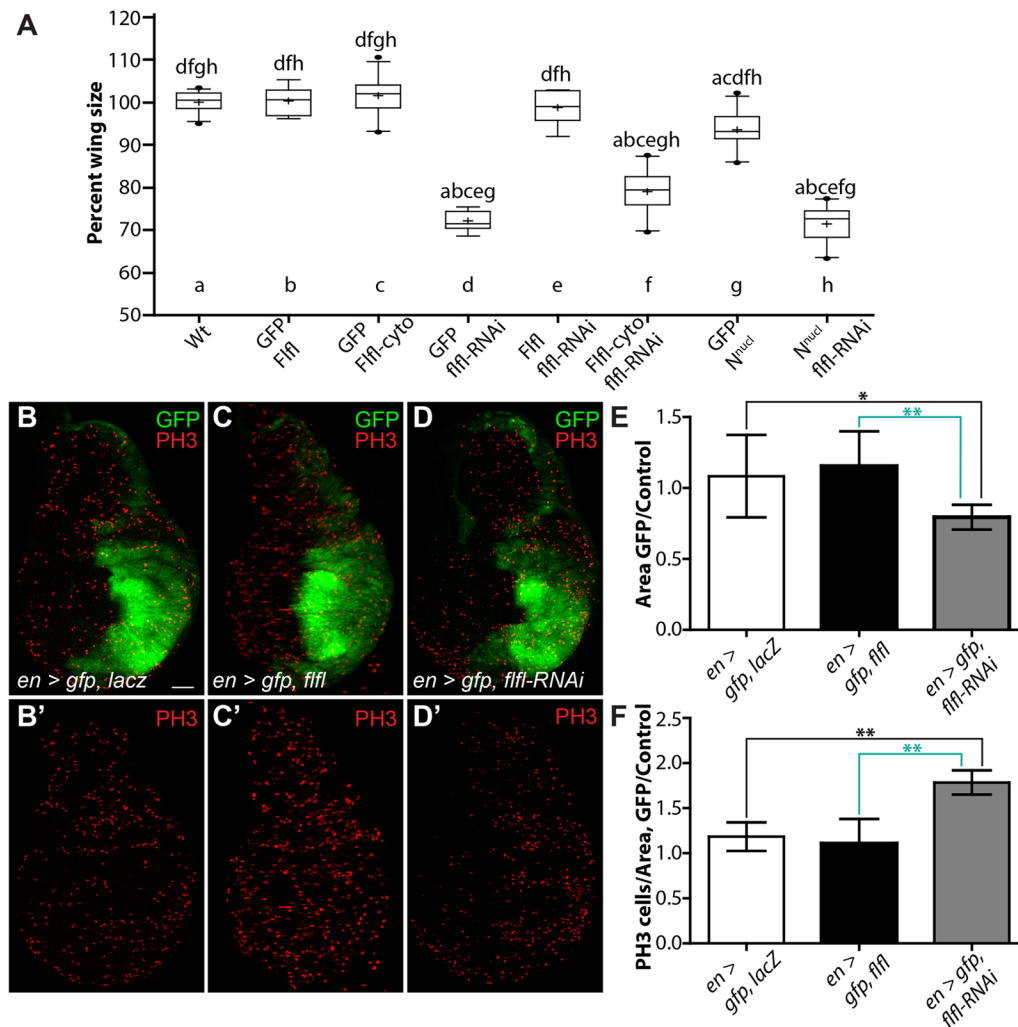 A
Percent wing size
120
110
100
90
80
70
60
50
dfgh
dfh
dfgh
abceg
dfh
abcegh
acdfh
abcefg
a
b
c
d
e
f
g
h
Wt
GFP
Flfl
GFP
Flfl-cyto
GFP
flfl-RNAi
Flfl
flfl-RNAi
Flfl-cyto
flfl-RNAi
GFP
Nnucl
Nnucl
flfl-RNAi
B
GFP
PH3
en > gfp, lacZ
C
GFP
PH3
en > gfp, flfl
D
GFP
PH3
en > gfp, flfl-RNAi
B’
PH3
C’
PH3
D’
PH3
E
Area GFP/Control
1.5
1.0
0.5
0.0
*
**
en >
gfp, lacZ
en >
gfp, flfl
en > gfp,
flfl-RNAi
F
PH3 cells/Area, GFP/Control
2.5
2.0
1.5
1.0
0.5
0.0
**
**
en >
gfp, lacZ
en >
gfp, flfl
en > gfp,
flfl-RNAi